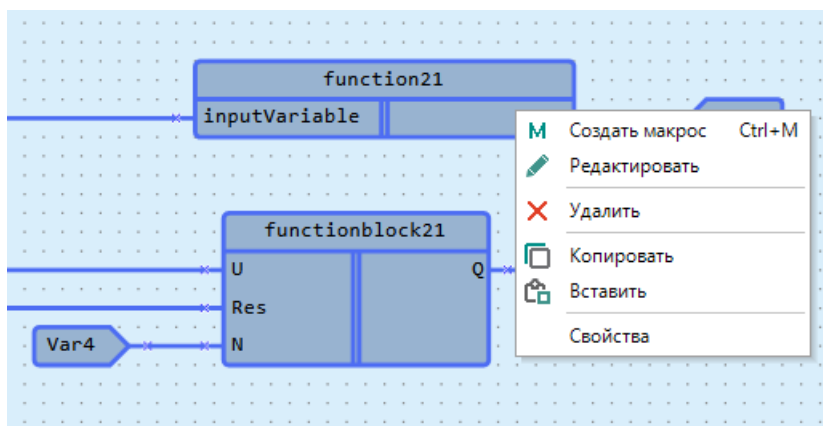 function21
inputVariable
M Создать макрос Ctrl+M
Редактировать
Удалить
Копировать
Вставить
Свойства
functionblock21
U Q
Res
Var4 N